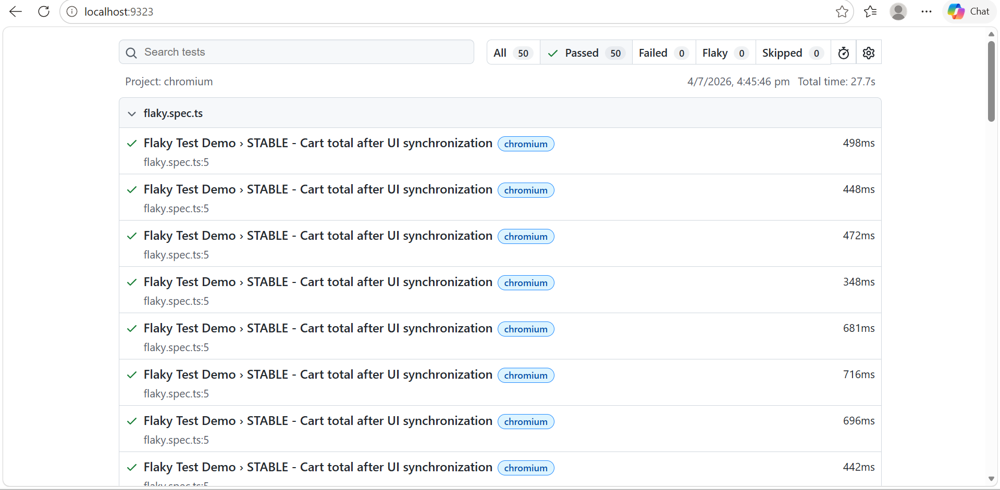 localhost:9323
Chat
Search tests
All 50
Passed 50
Failed 0
Flaky 0
Skipped 0
Project: chromium
4/7/2026, 4:45:46 pm Total time: 27.7s
flaky.spec.ts
Flaky Test Demo › STABLE - Cart total after UI synchronization chromium 498ms
flaky.spec.ts:5
Flaky Test Demo › STABLE - Cart total after UI synchronization chromium 448ms
flaky.spec.ts:5
Flaky Test Demo › STABLE - Cart total after UI synchronization chromium 472ms
flaky.spec.ts:5
Flaky Test Demo › STABLE - Cart total after UI synchronization chromium 348ms
flaky.spec.ts:5
Flaky Test Demo › STABLE - Cart total after UI synchronization chromium 681ms
flaky.spec.ts:5
Flaky Test Demo › STABLE - Cart total after UI synchronization chromium 716ms
flaky.spec.ts:5
Flaky Test Demo › STABLE - Cart total after UI synchronization chromium 696ms
flaky.spec.ts:5
Flaky Test Demo › STABLE - Cart total after UI synchronization chromium 442ms
flaky.spec.ts:5